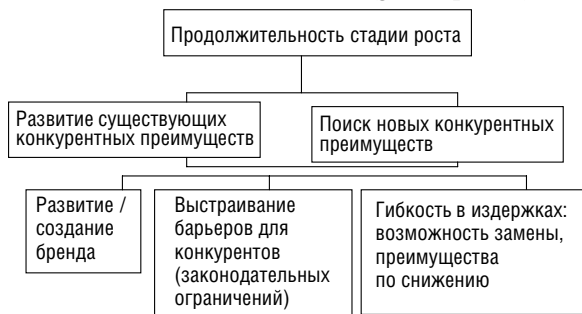 Продолжительность стадии роста
Развитие существующих
конкурентных преимуществ
Поиск новых конкурентных
преимуществ
Развитие /
создание
бренда
Выстраивание
барьеров для
конкурентов
(законодательных
ограничений)
Гибкость в издержках:
возможность замены,
преимущества
по снижению